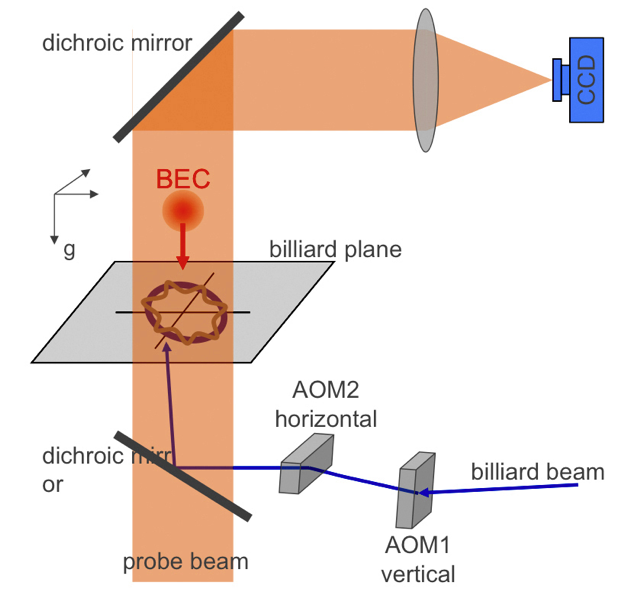 dichroic mirror
CCD
BEC
g
billiard plane
AOM2
horizontal
dichroic mirr
or
billiard beam
AOM1
vertical
probe beam